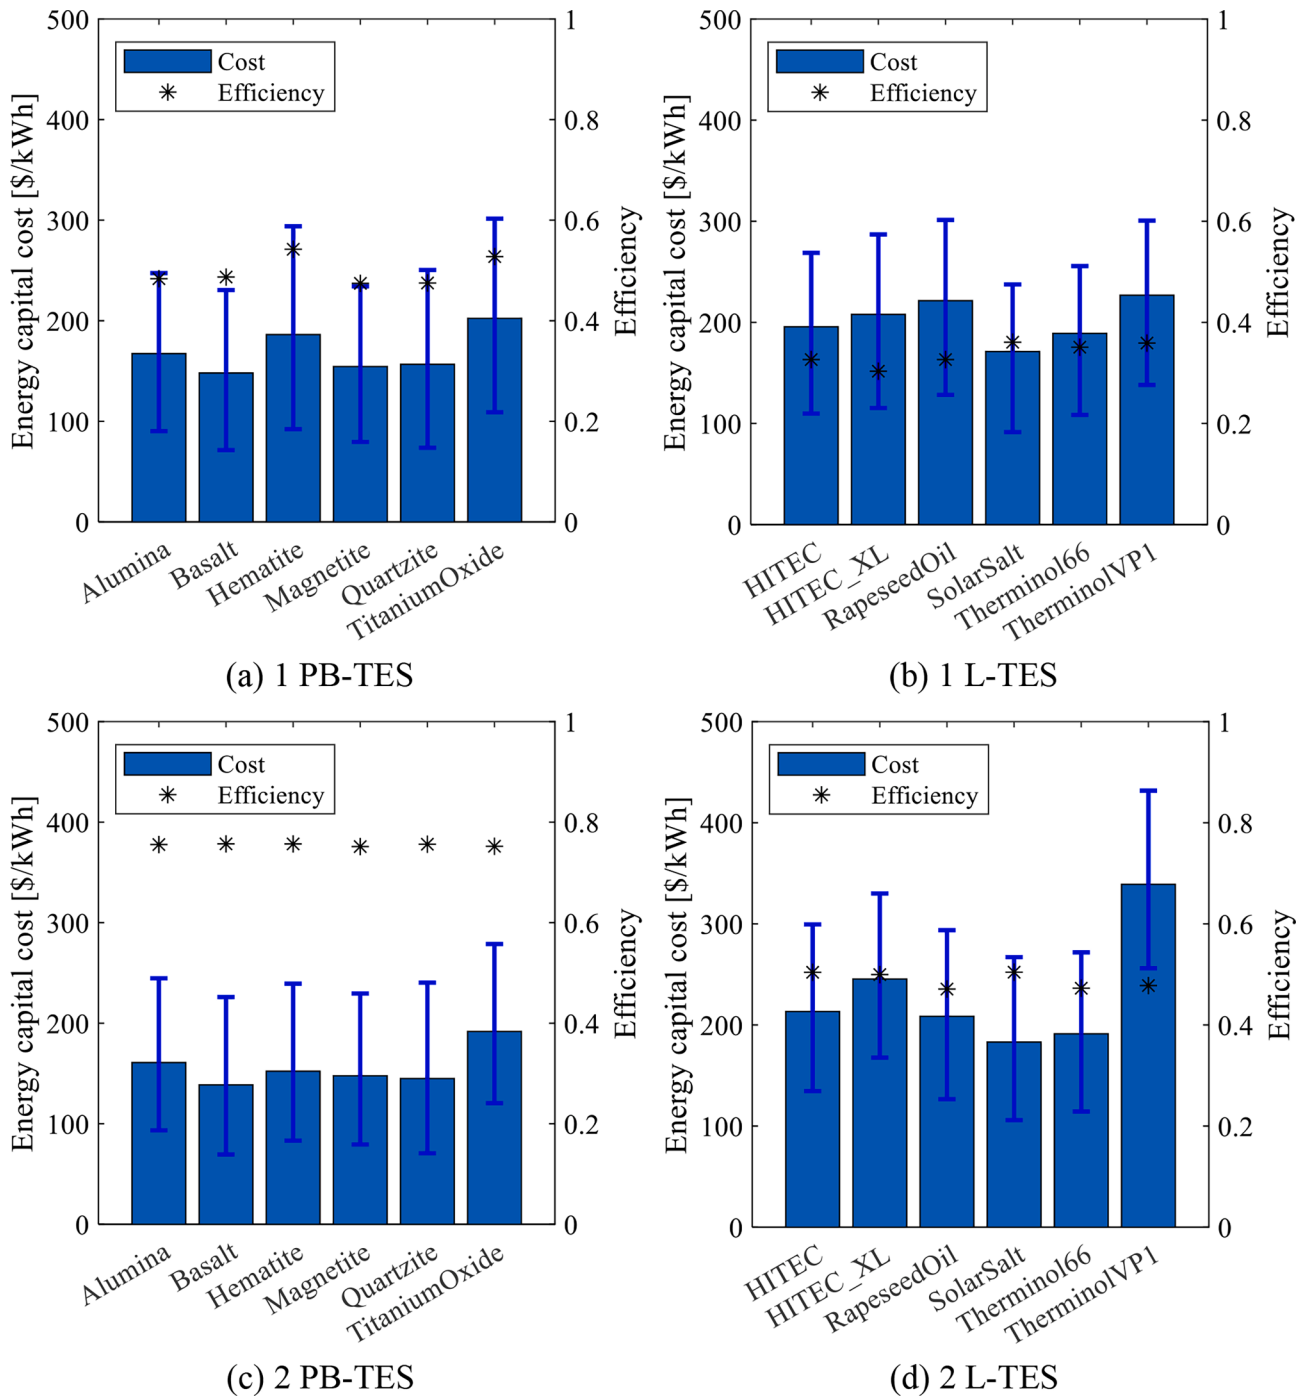 500
400
300
200
100
0
Energy capital cost [$/kWh]
Cost
Efficiency
1
0.8
0.6
0.4
0.2
0
Efficiency
Alumina
Basalt
Hematite
Magnetite
Quartzite
TitaniumOxide
(a) 1 PB-TES
500
400
300
200
100
0
Energy capital cost [$/kWh]
Cost
Efficiency
1
0.8
0.6
0.4
0.2
0
Efficiency
HITEC
HITEC_XL
RapeseedOil
SolarSalt
Therminol66
TherminolVP1
(b) 1 L-TES
500
400
300
200
100
0
Energy capital cost [$/kWh]
Cost
Efficiency
1
0.8
0.6
0.4
0.2
0
Efficiency
Alumina
Basalt
Hematite
Magnetite
Quartzite
TitaniumOxide
(c) 2 PB-TES
500
400
300
200
100
0
Energy capital cost [$/kWh]
Cost
Efficiency
1
0.8
0.6
0.4
0.2
0
Efficiency
HITEC
HITEC_XL
RapeseedOil
SolarSalt
Therminol66
TherminolVP1
(d) 2 L-TES